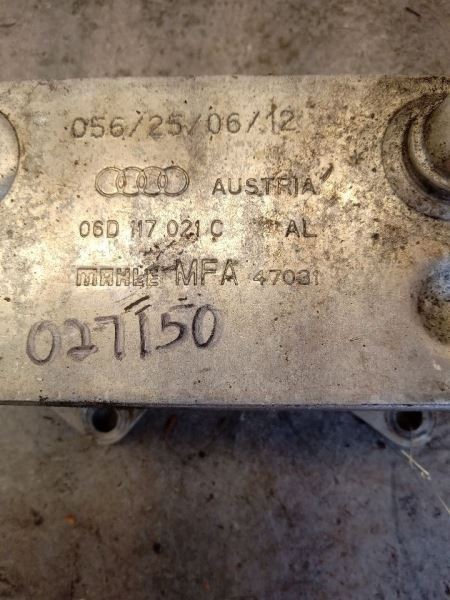 056/25/06/12
AUSTRIA
06D 117 021 C AL
MAHLE MFA 47031
027150